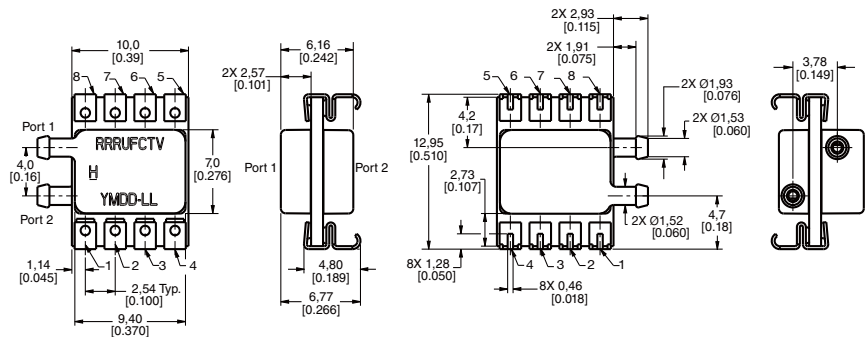 10,0
[0.39]
8 7 6 5
Port 1
RRRUFCTV
H
YMDD-LL
4,0
[0.16]
7,0
[0.276]
Port 2
1,14
[0.045]
1 2 3 4
2,54 Typ.
[0.100]
9,40
[0.370]
6,16
[0.242]
2X 2,57
[0.101]
Port 1
Port 2
4,80
[0.189]
6,77
[0.266]
2X 2,93
[0.115]
2X 1,91
[0.075]
5 6 7 8
4,2
[0.17]
12,95
[0.510]
2X Ø1,93
[0.076]
2X Ø1,53
[0.060]
2,73
[0.107]
2X Ø1,52
[0.060]
4,7
[0.18]
8X 1,28
[0.050]
4 3 2 1
8X 0,46
[0.018]
3,78
[0.149]